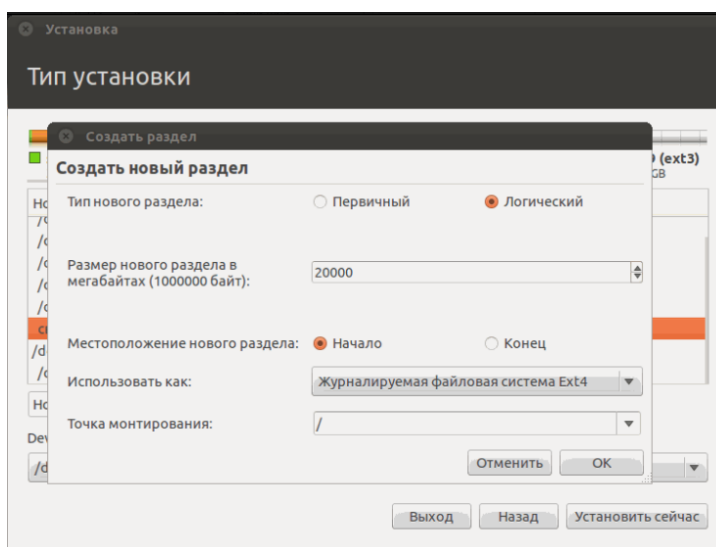 Установка
Тип установки
Создать раздел
Создать новый раздел
(ext3)
GB
Тип нового раздела: Первичный Логический
Размер нового раздела в
мегабайтах (1000000 байт): 20000
Местоположение нового раздела: Начало Конец
Использовать как: Журналируемая файловая система Ext4
Точка монтирования: /
Отменить OK
Выход Назад Установить сейчас